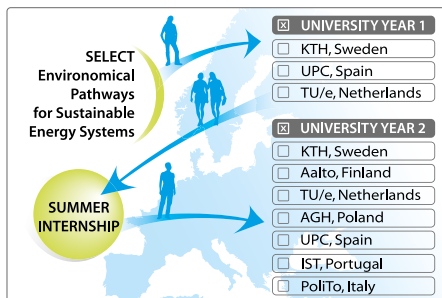 SELECT
Environomical
Pathways
for Sustainable
Energy Systems
UNIVERSITY YEAR 1
KTH, Sweden
UPC, Spain
TU/e, Netherlands
SUMMER
INTERNSHIP
UNIVERSITY YEAR 2
KTH, Sweden
Aalto, Finland
TU/e, Netherlands
AGH, Poland
UPC, Spain
IST, Portugal
PoliTo, Italy